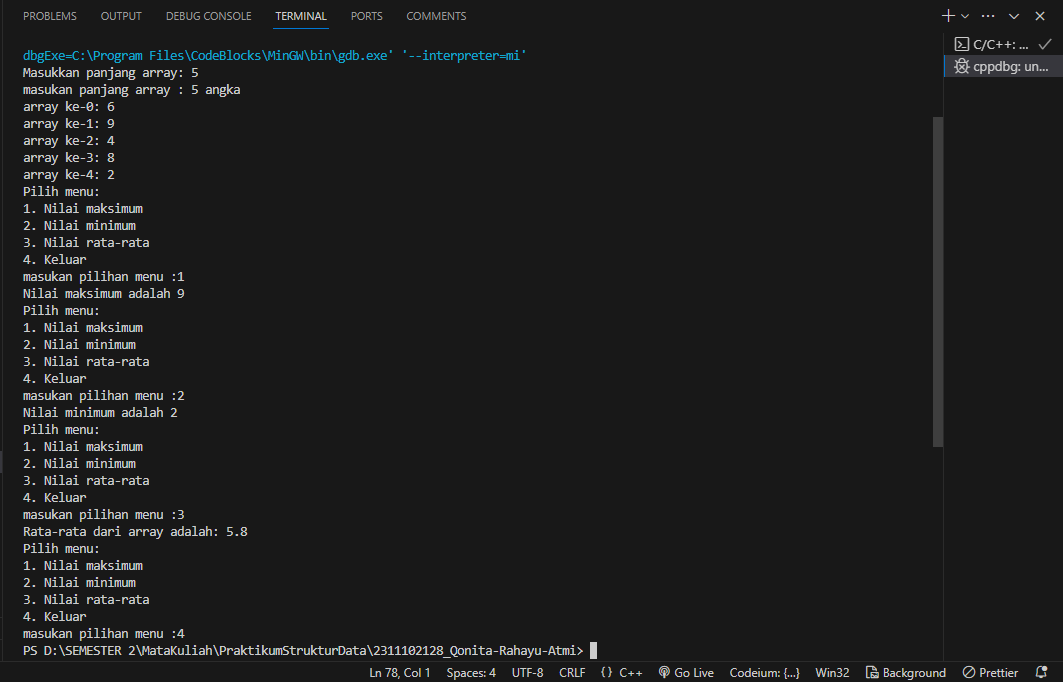 PROBLEMS OUTPUT DEBUG CONSOLE TERMINAL PORTS COMMENTS
dbgExe=C:\Program Files\CodeBlocks\MinGW\bin\gdb.exe' '--interpreter=mi'
Masukkan panjang array: 5
masukan panjang array : 5 angka
array ke-0: 6
array ke-1: 9
array ke-2: 4
array ke-3: 8
array ke-4: 2
Pilih menu:
1. Nilai maksimum
2. Nilai minimum
3. Nilai rata-rata
4. Keluar
masukan pilihan menu :1
Nilai maksimum adalah 9
Pilih menu:
1. Nilai maksimum
2. Nilai minimum
3. Nilai rata-rata
4. Keluar
masukan pilihan menu :2
Nilai minimum adalah 2
Pilih menu:
1. Nilai maksimum
2. Nilai minimum
3. Nilai rata-rata
4. Keluar
masukan pilihan menu :3
Rata-rata dari array adalah: 5.8
Pilih menu:
1. Nilai maksimum
2. Nilai minimum
3. Nilai rata-rata
4. Keluar
masukan pilihan menu :4
PS D:\SEMESTER 2\MataKuliah\PraktikumStrukturData\2311102128_Qonita-Rahayu-Atmi>
C/C++: ...
cppdbg: un...
Ln 78, Col 1 Spaces: 4 UTF-8 CRLF {} C++ Go Live Codeium: {...} Win32 Background Prettier